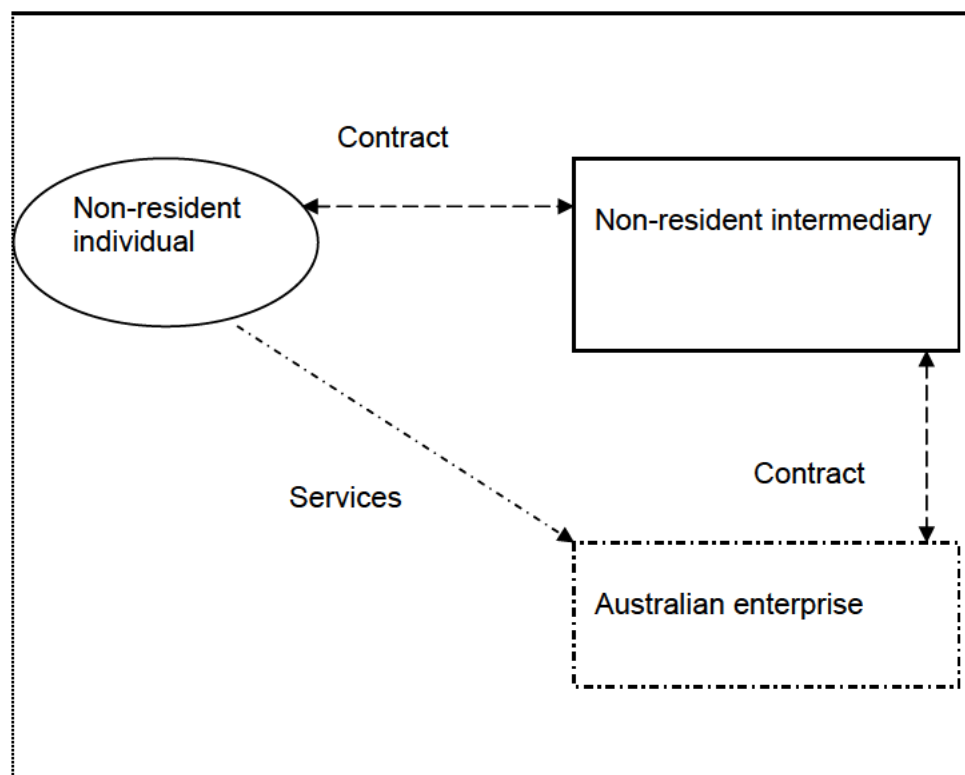 Contract
Non-resident
individual
Non-resident intermediary
Contract
Services
Australian enterprise